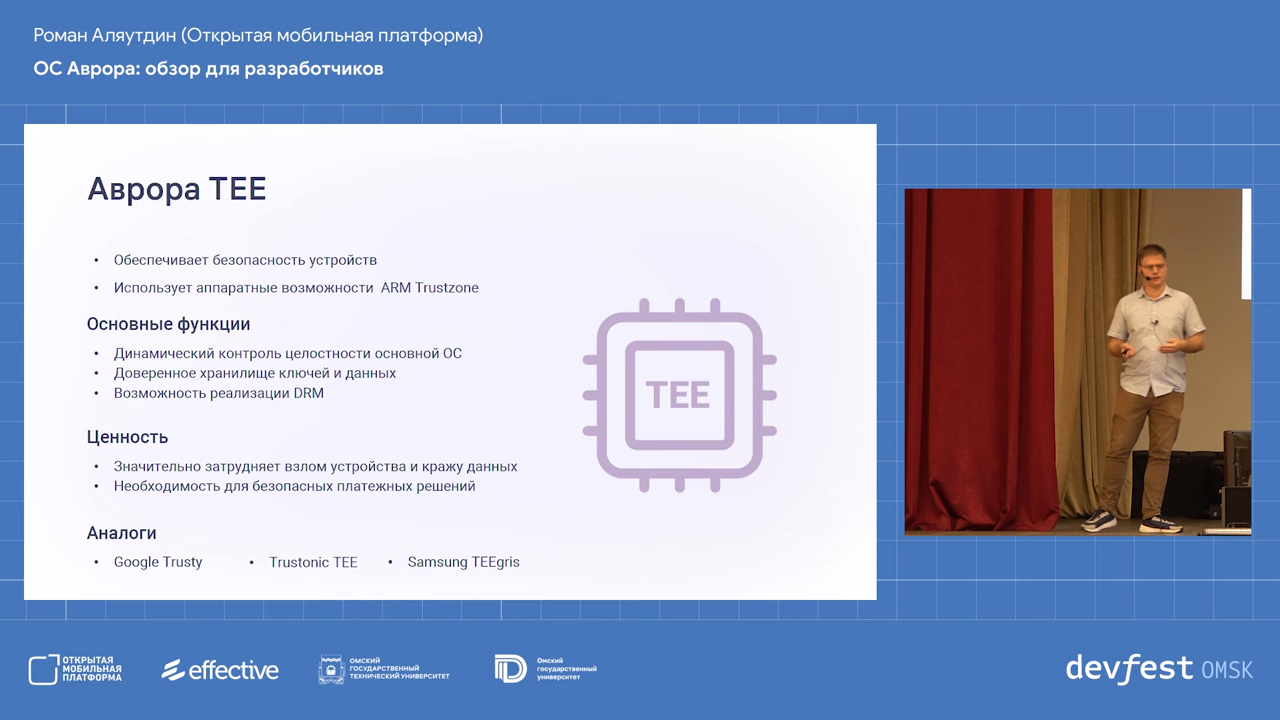 Роман Аляутдин (Открытая мобильная платформа)
ОС Аврора: обзор для разработчиков
Аврора TEE
• Обеспечивает безопасность устройств
• Использует аппаратные возможности ARM Trustzone
Основные функции
• Динамический контроль целостности основной ОС
• Доверенное хранилище ключей и данных
• Возможность реализации DRM
TEE
Ценность
• Значительно затрудняет взлом устройства и кражу данных
• Необходимость для безопасных платежных решений
Аналоги
• Google Trusty • Trustonic TEE • Samsung TEEgris
ОТКРЫТАЯ
МОБИЛЬНАЯ
ПЛАТФОРМА
effective
ОМСКИЙ
ГОСУДАРСТВЕННЫЙ
ТЕХНИЧЕСКИЙ УНИВЕРСИТЕТ
Омский
государственный
университет
devfest OMSK